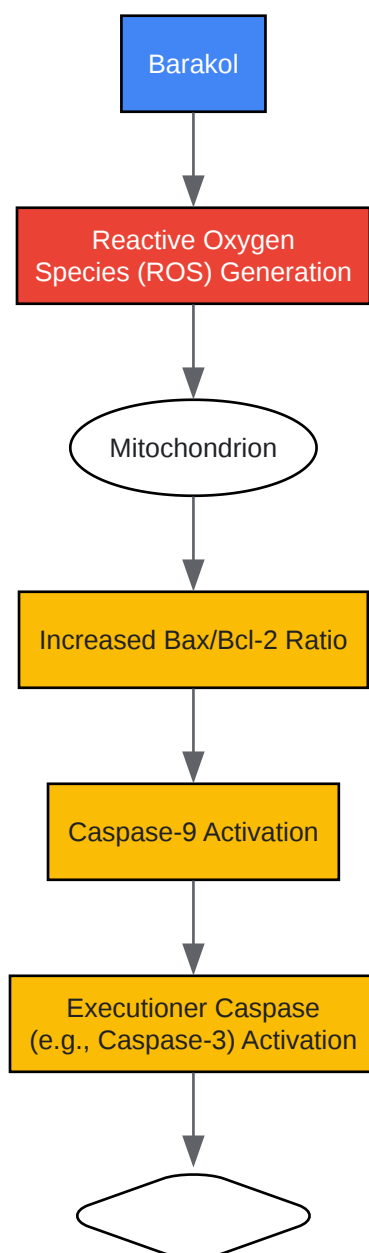 Barakol
Reactive Oxygen
Species (ROS) Generation
Mitochondrion
Increased Bax/Bcl-2 Ratio
Caspase-9 Activation
Executioner Caspase
(e.g., Caspase-3) Activation